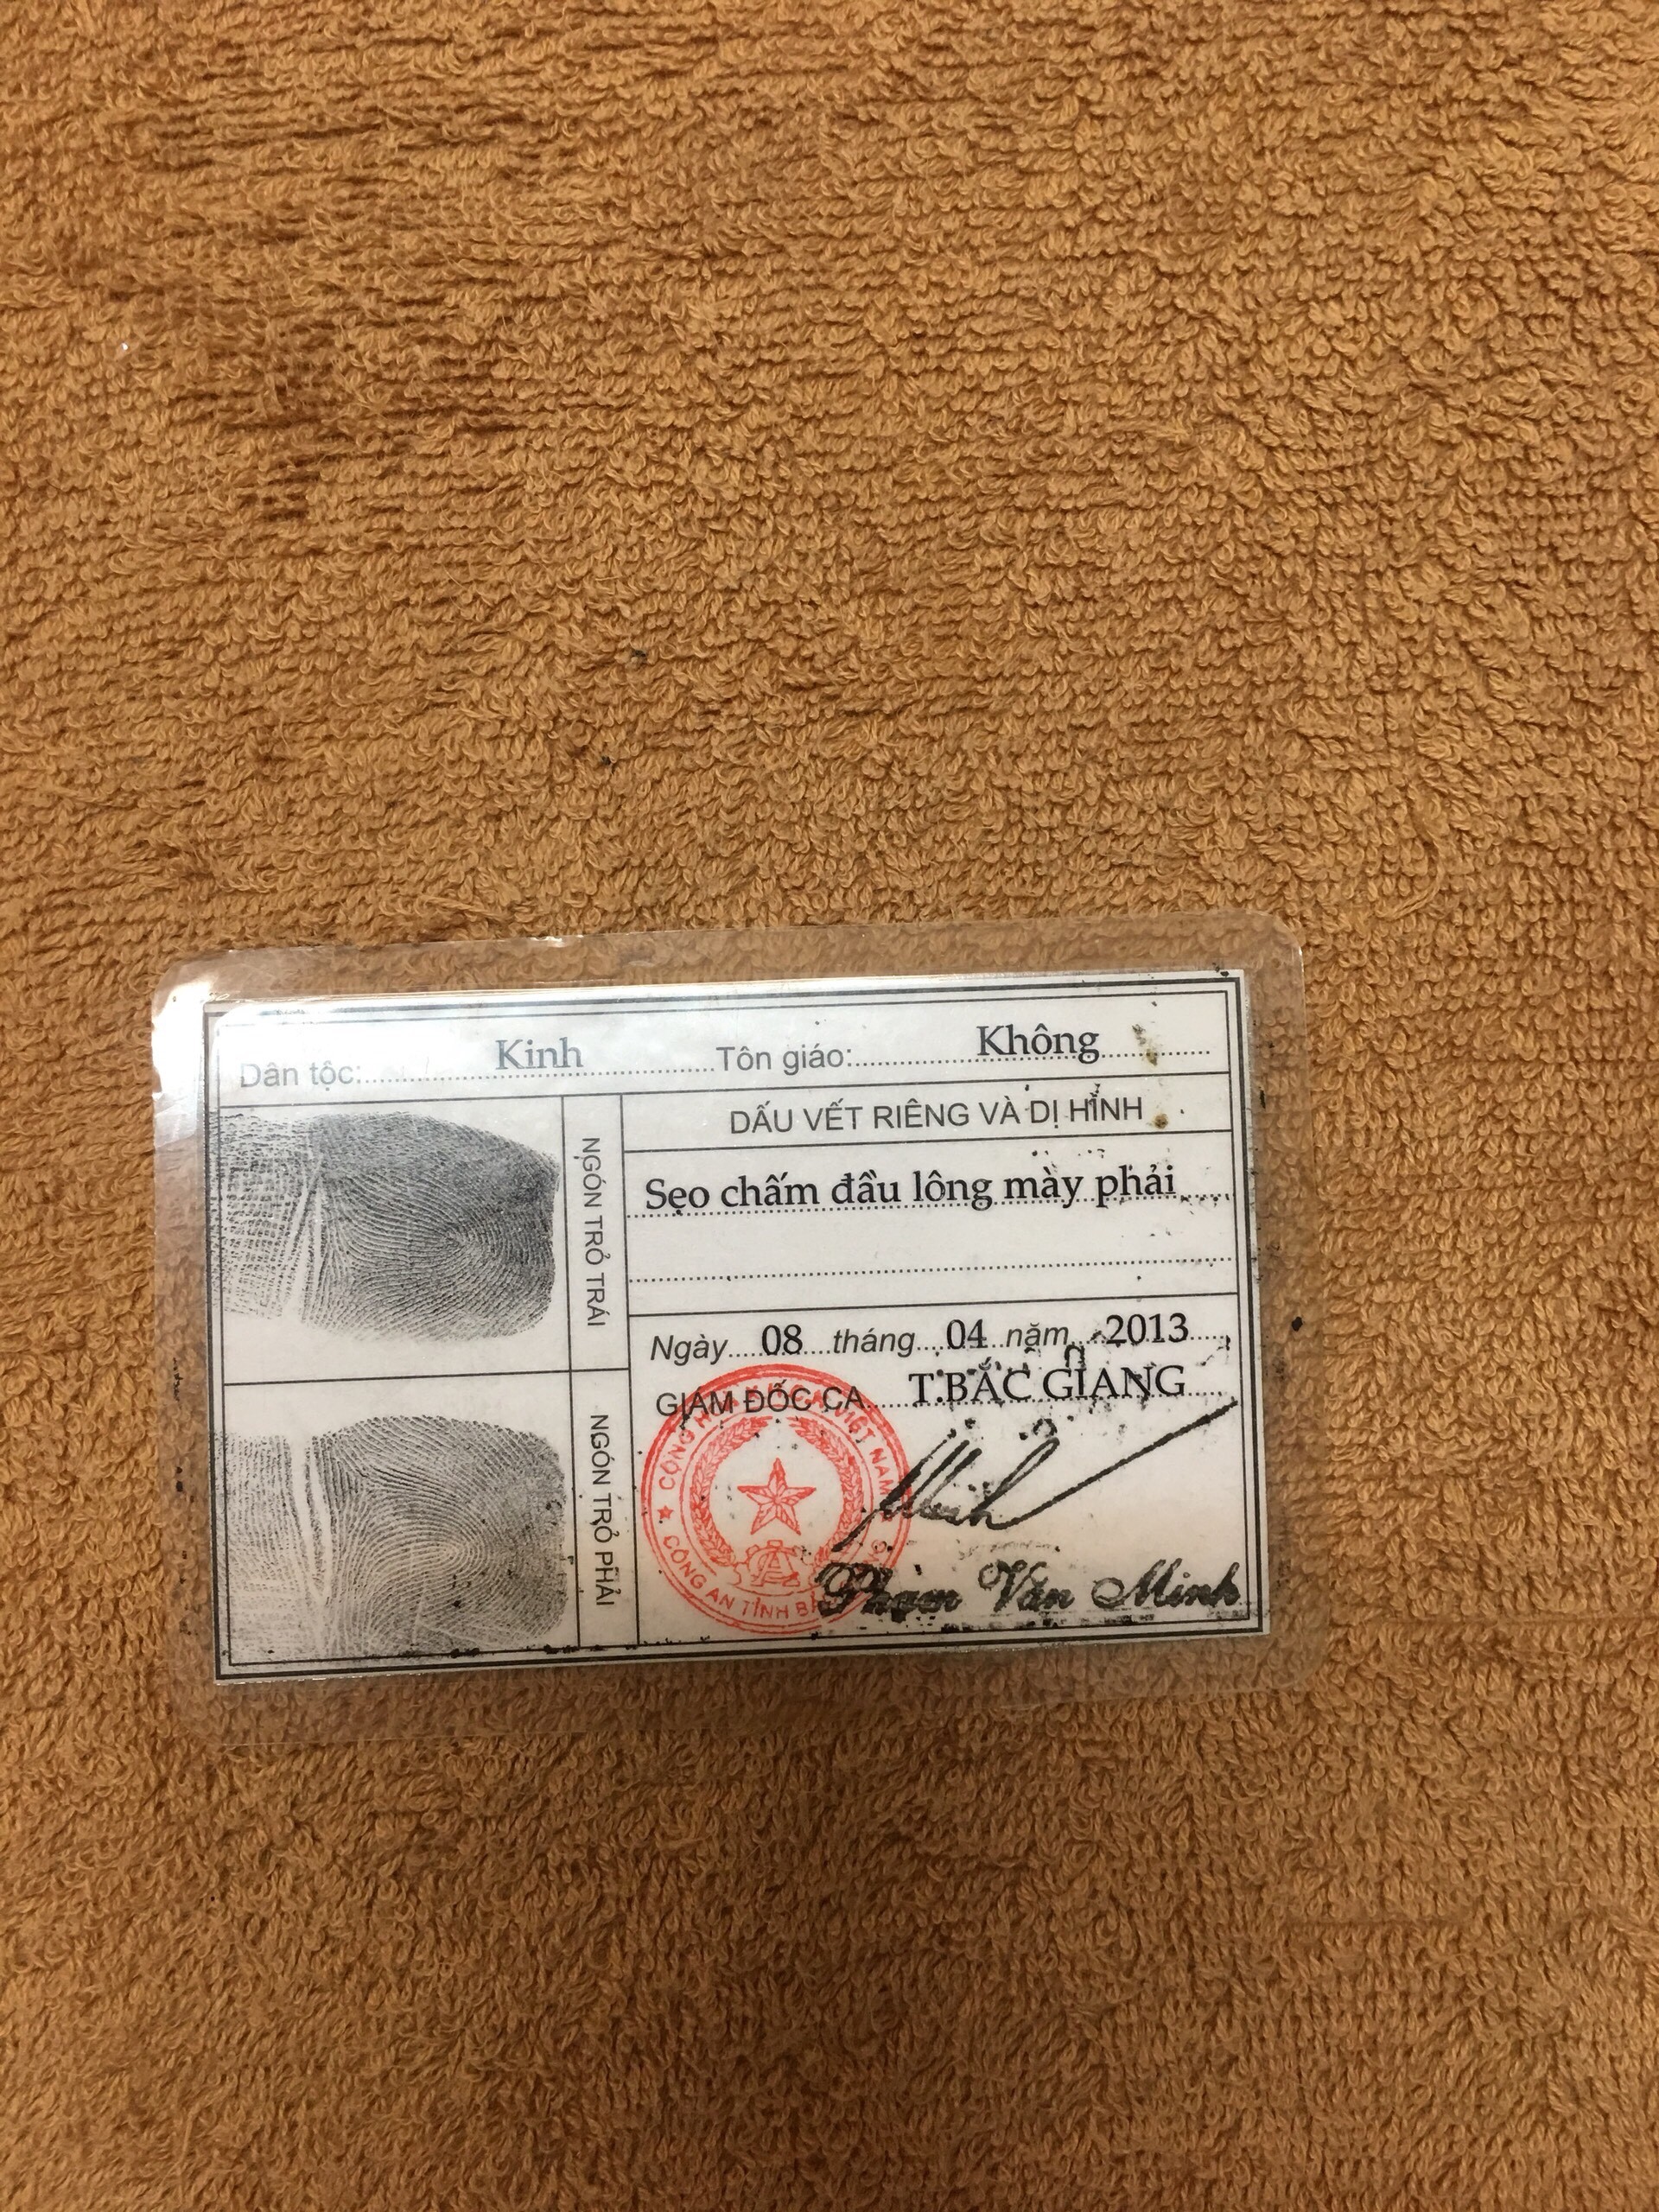 Dân tộc: Kinh Tôn giáo: Không
NGÓN TRỎ TRÁI
DẤU VẾT RIÊNG VÀ DỊ HÌNH
Sẹo chấm đầu lông mày phải
Ngày 08 tháng 04 năm 2013
GIÁM ĐỐC CA T.BẮC GIANG
NGÓN TRỎ PHẢI
CÔNG AN TỈNH
Phạm Văn Minh